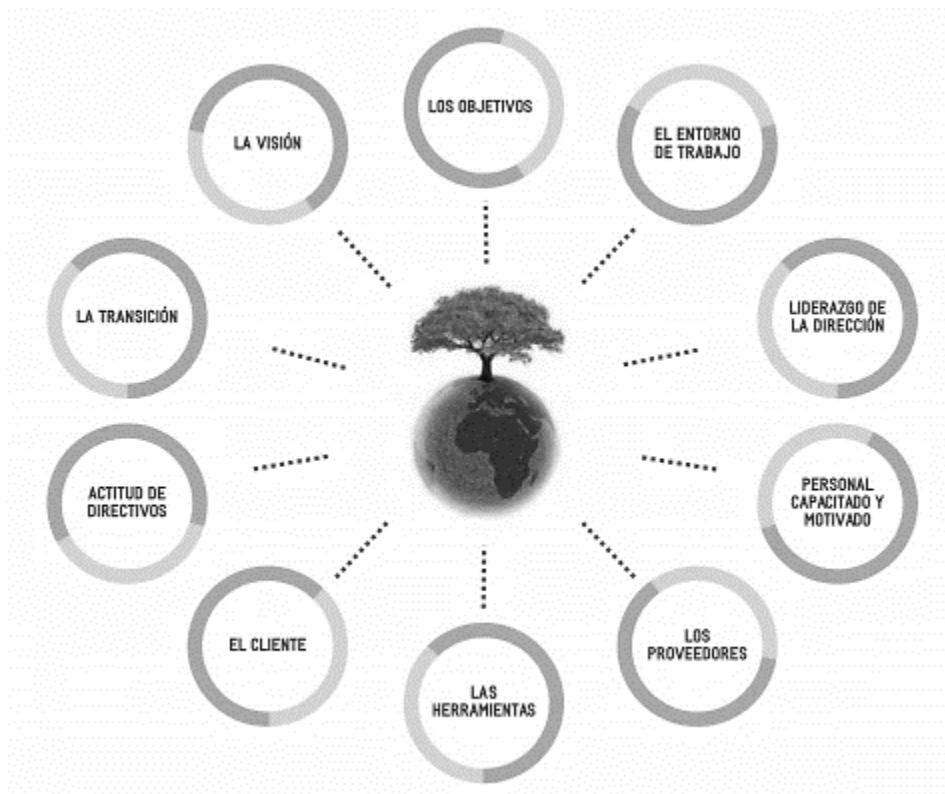 LOS OBJETIVOS
LA VISIÓN
EL ENTORNO
DE TRABAJO
LA TRANSICIÓN
LIDERAZGO DE
LA DIRECCIÓN
ACTITUD DE
DIRECTIVOS
PERSONAL
CAPACITADO Y
MOTIVADO
EL CLIENTE
LOS
PROVEEDORES
LAS
HERRAMIENTAS